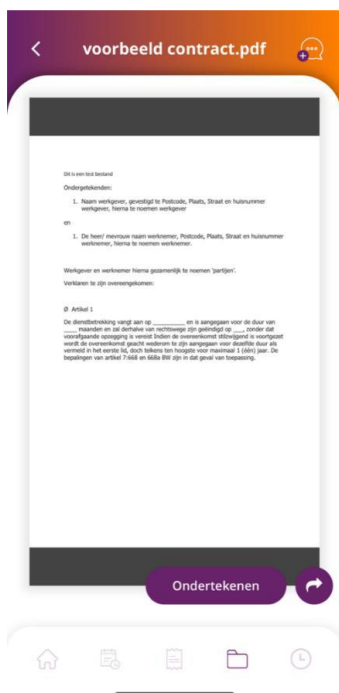 voorbeeld contract.pdf
Dit is een test bestand
Ondergetekenden:
1. Naam werkgever, gevestigd te Postcode, Plaats, Straat en huisnummer
werkgever, hierna te noemen werkgever
en
1. De heer/ mevrouw naam werknemer, Postcode, Plaats, Straat en huisnummer
werknemer, hierna te noemen werknemer.
Werkgever en werknemer hierna gezamenlijk te noemen 'partijen'.
Verklaren te zijn overeengekomen:
Ø Artikel 1
De dienstbetrekking vangt aan op ________ en is aangegaan voor de duur van
____ maanden en zal derhalve van rechtswege zijn geëindigd op ___, zonder dat
voorafgaande opzegging is vereist Indien de overeenkomst stilzwijgend is voortgezet
wordt de overeenkomst geacht wederom te zijn aangegaan voor dezelfde duur als
vermeld in het eerste lid, doch telkens ten hoogste voor maximaal 1 (één) jaar. De
bepalingen van artikel 7:668 en 668a BW zijn in dat geval van toepassing.
Ondertekenen